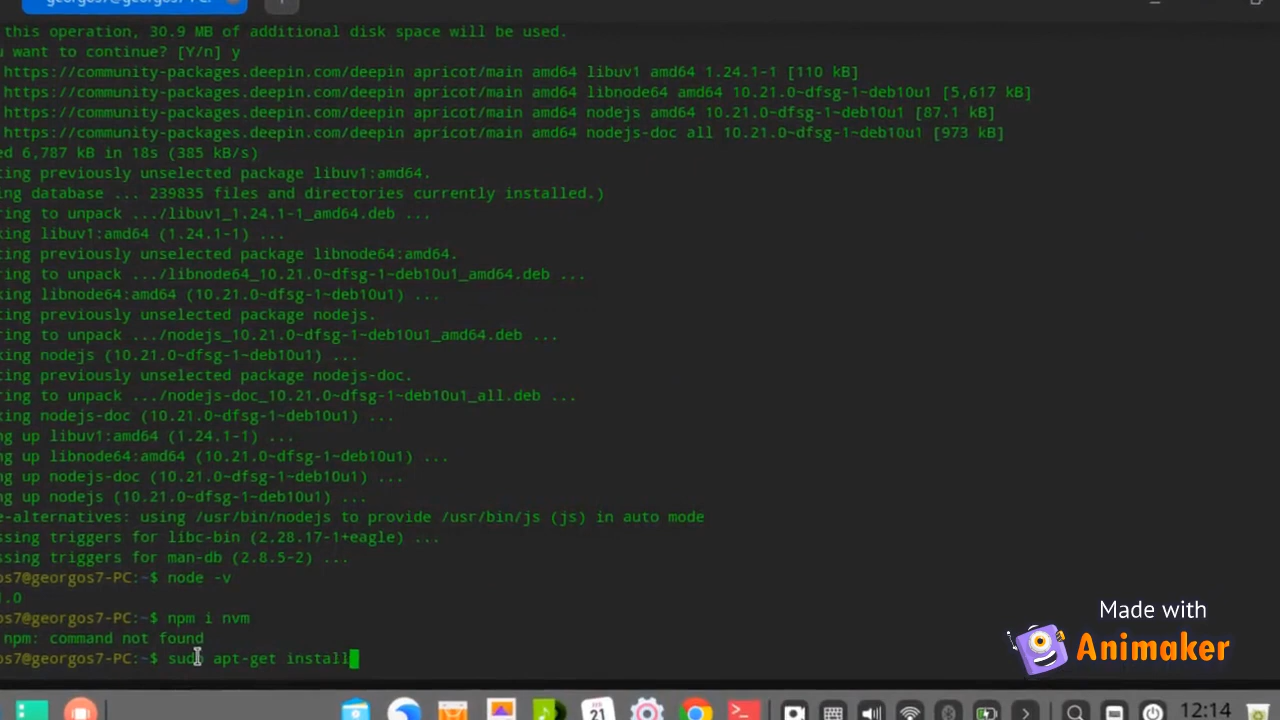 georgos7@georgos7-PC:~
this operation, 30.9 MB of additional disk space will be used.
u want to continue? [Y/n] y
https://community-packages.deepin.com/deepin apricot/main amd64 libuv1 amd64 1.24.1-1 [110 kB]
https://community-packages.deepin.com/deepin apricot/main amd64 libnode64 amd64 10.21.0~dfsg-1~deb10u1 [5,617 kB]
https://community-packages.deepin.com/deepin apricot/main amd64 nodejs amd64 10.21.0~dfsg-1~deb10u1 [87.1 kB]
https://community-packages.deepin.com/deepin apricot/main amd64 nodejs-doc all 10.21.0~dfsg-1~deb10u1 [973 kB]
ed 6,787 kB in 18s (385 kB/s)
ting previously unselected package libuv1:amd64.
ing database ... 239835 files and directories currently installed.)
ring to unpack .../libuv1_1.24.1-1_amd64.deb ...
king libuv1:amd64 (1.24.1-1) ...
ting previously unselected package libnode64:amd64.
ring to unpack .../libnode64_10.21.0~dfsg-1~deb10u1_amd64.deb ...
king libnode64:amd64 (10.21.0~dfsg-1~deb10u1) ...
ting previously unselected package nodejs.
ring to unpack .../nodejs_10.21.0~dfsg-1~deb10u1_amd64.deb ...
king nodejs (10.21.0~dfsg-1~deb10u1) ...
ting previously unselected package nodejs-doc.
ring to unpack .../nodejs-doc_10.21.0~dfsg-1~deb10u1_all.deb ...
king nodejs-doc (10.21.0~dfsg-1~deb10u1) ...
ng up libuv1:amd64 (1.24.1-1) ...
ng up libnode64:amd64 (10.21.0~dfsg-1~deb10u1) ...
ng up nodejs-doc (10.21.0~dfsg-1~deb10u1) ...
ng up nodejs (10.21.0~dfsg-1~deb10u1) ...
e-alternatives: using /usr/bin/nodejs to provide /usr/bin/js (js) in auto mode
ssing triggers for libc-bin (2.28.17-1+eagle) ...
ssing triggers for man-db (2.8.5-2) ...
os7@georgos7-PC:~$ node -v
1.0
os7@georgos7-PC:~$ npm i nvm
npm: command not found
os7@georgos7-PC:~$ sudo apt-get install
Made with
Animaker
21
12:14